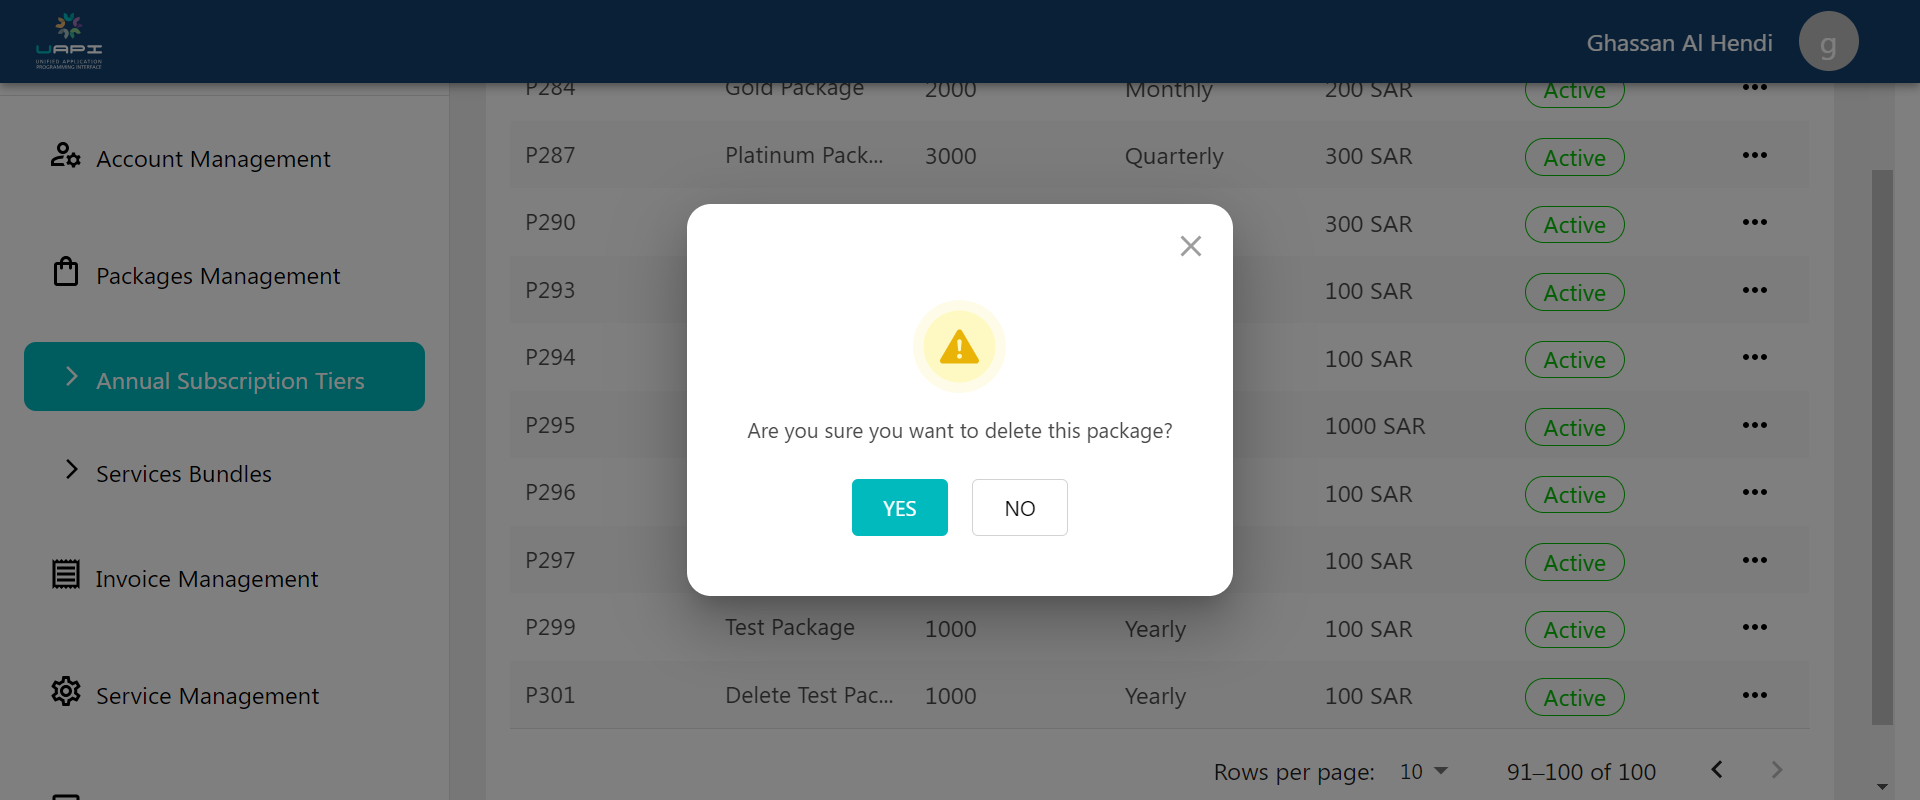 UAPI
UNIFIED APPLICATION
PROGRAMMING INTERFACE
Ghassan Al Hendi
g
Account Management
Packages Management
Annual Subscription Tiers
Services Bundles
Invoice Management
Service Management
P284 Gold Package 2000 Monthly 200 SAR Active
P287 Platinum Pack... 3000 Quarterly 300 SAR Active
P290 300 SAR Active
P293 100 SAR Active
P294 100 SAR Active
P295 1000 SAR Active
P296 100 SAR Active
P297 100 SAR Active
P299 Test Package 1000 Yearly 100 SAR Active
P301 Delete Test Pac... 1000 Yearly 100 SAR Active
Are you sure you want to delete this package?
YES NO
Rows per page: 10 91–100 of 100